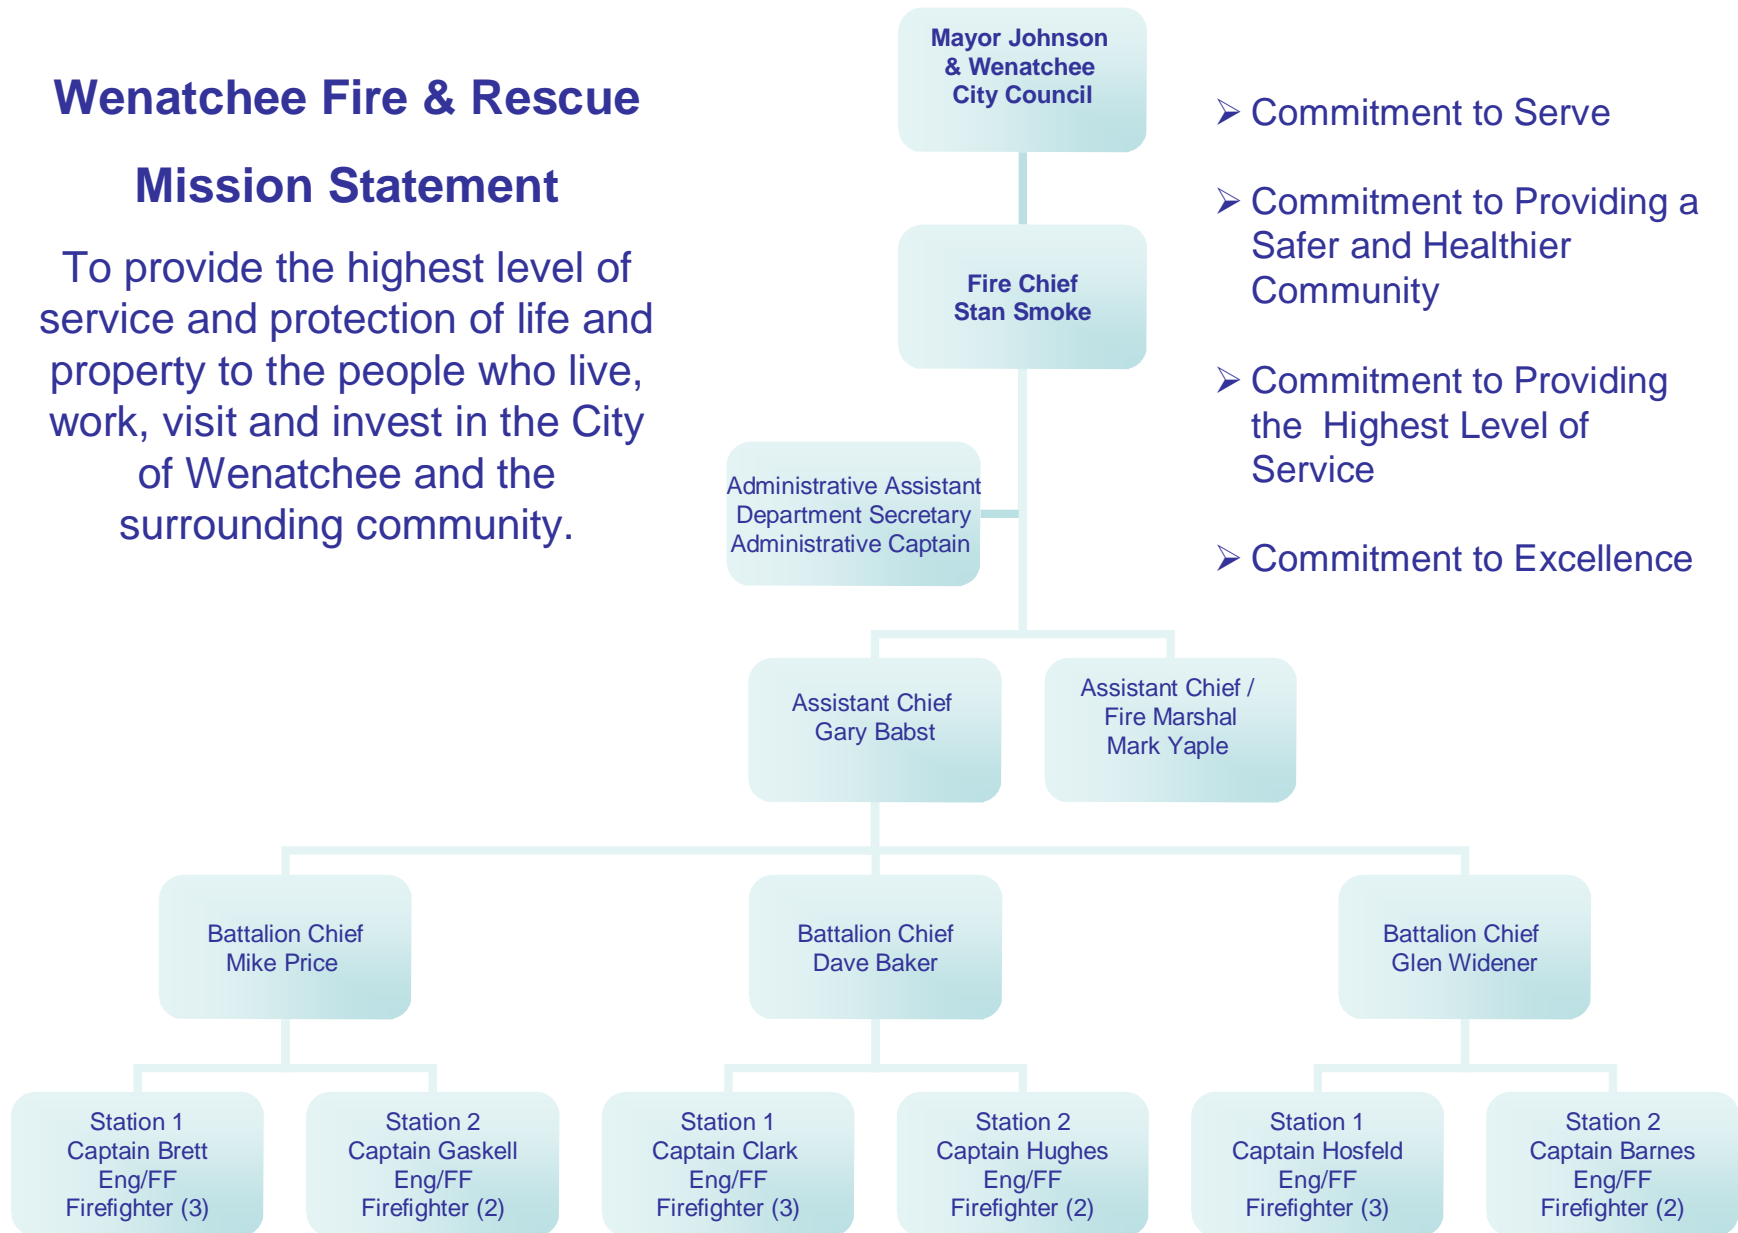 Wenatchee Fire & Rescue
Mission Statement
To provide the highest level of
service and protection of life and
property to the people who live,
work, visit and invest in the City
of Wenatchee and the
surrounding community.
Mayor Johnson
& Wenatchee
City Council
➢ Commitment to Serve
➢ Commitment to Providing a
Safer and Healthier
Community
➢ Commitment to Providing
the  Highest Level of
Service
➢ Commitment to Excellence
Fire Chief
Stan Smoke
Administrative Assistant
Department Secretary
Administrative Captain
Assistant Chief
Gary Babst
Assistant Chief /
Fire Marshal
Mark Yaple
Battalion Chief
Mike Price
Battalion Chief
Dave Baker
Battalion Chief
Glen Widener
Station 1
Captain Brett
Eng/FF
Firefighter (3)
Station 2
Captain Gaskell
Eng/FF
Firefighter (2)
Station 1
Captain Clark
Eng/FF
Firefighter (3)
Station 2
Captain Hughes
Eng/FF
Firefighter (2)
Station 1
Captain Hosfeld
Eng/FF
Firefighter (3)
Station 2
Captain Barnes
Eng/FF
Firefighter (2)